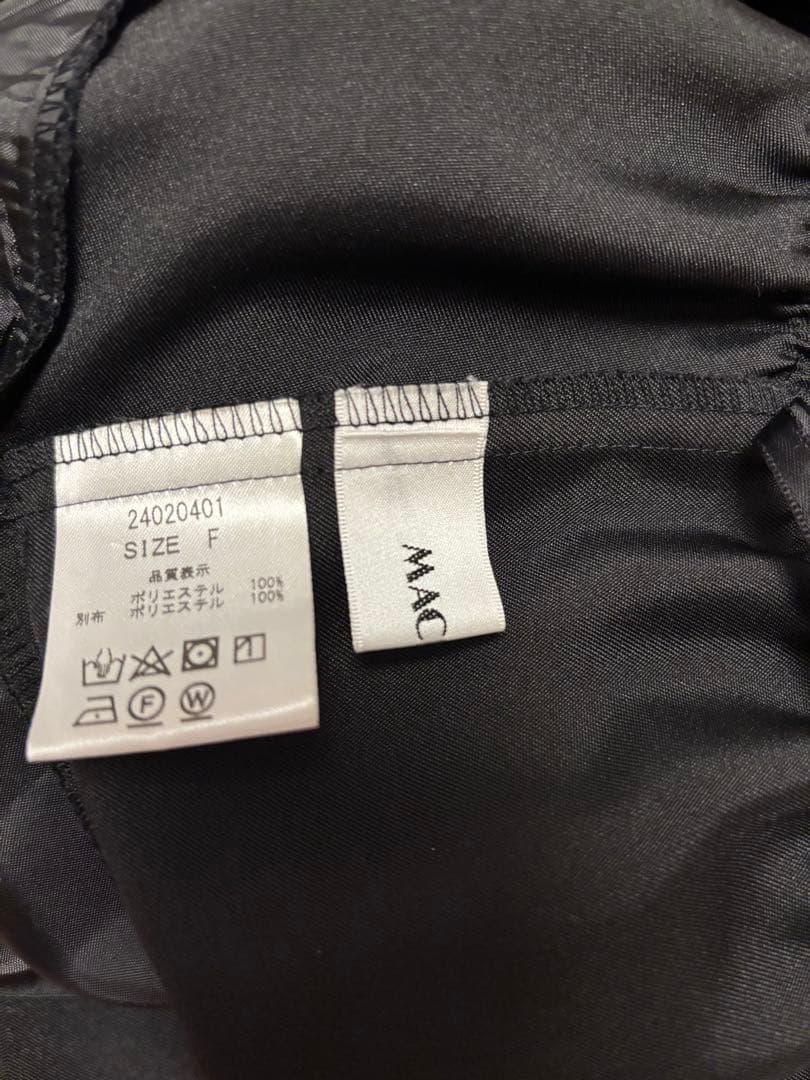 24020401
SIZE F
品質表示
ポリエステル 100%
別布 ポリエステル 100%
1
F W
MAC